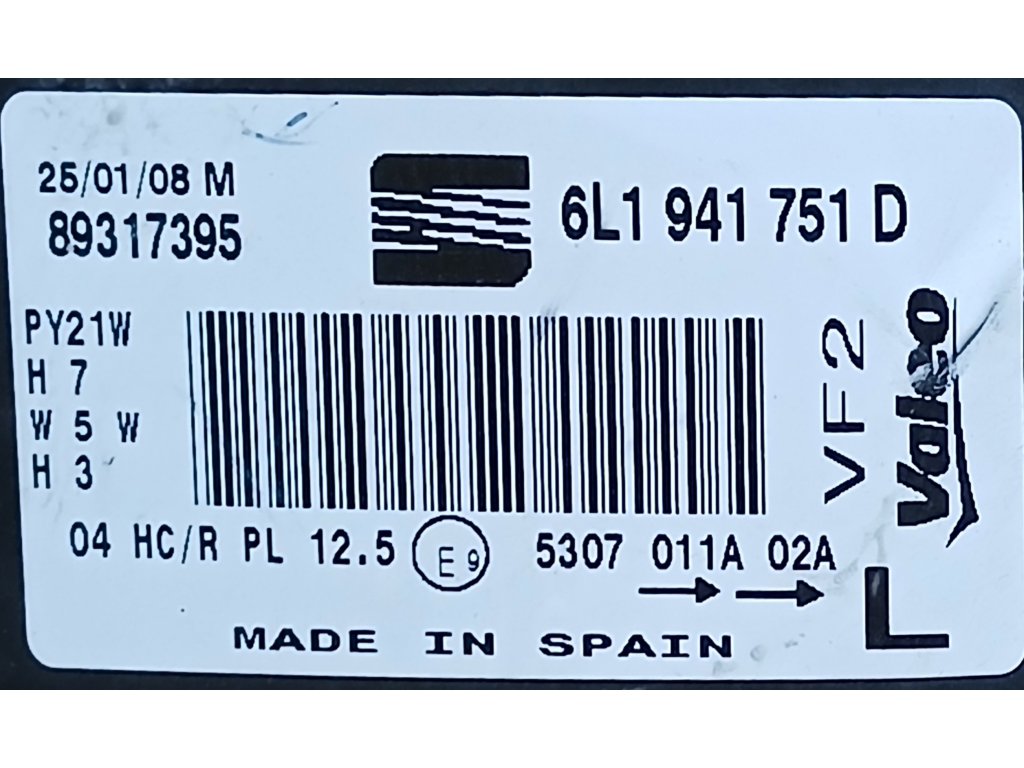 25/01/08 M
89317395
6L1 941 751 D
PY21W
H 7
W 5 W
H 3
VF2
Valeo
04 HC/R PL 12.5 E9 5307 011A 02A
L
MADE IN SPAIN